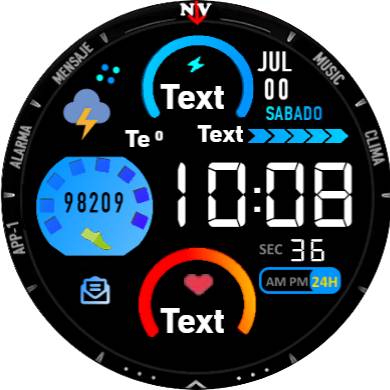 NV
MENSAJE
MUSIC
JUL
00
SABADO
Text
Te º
Text
ALARMA
CLIMA
98209
10:08
APP-1
SEC 36
AM PM 24H
Text